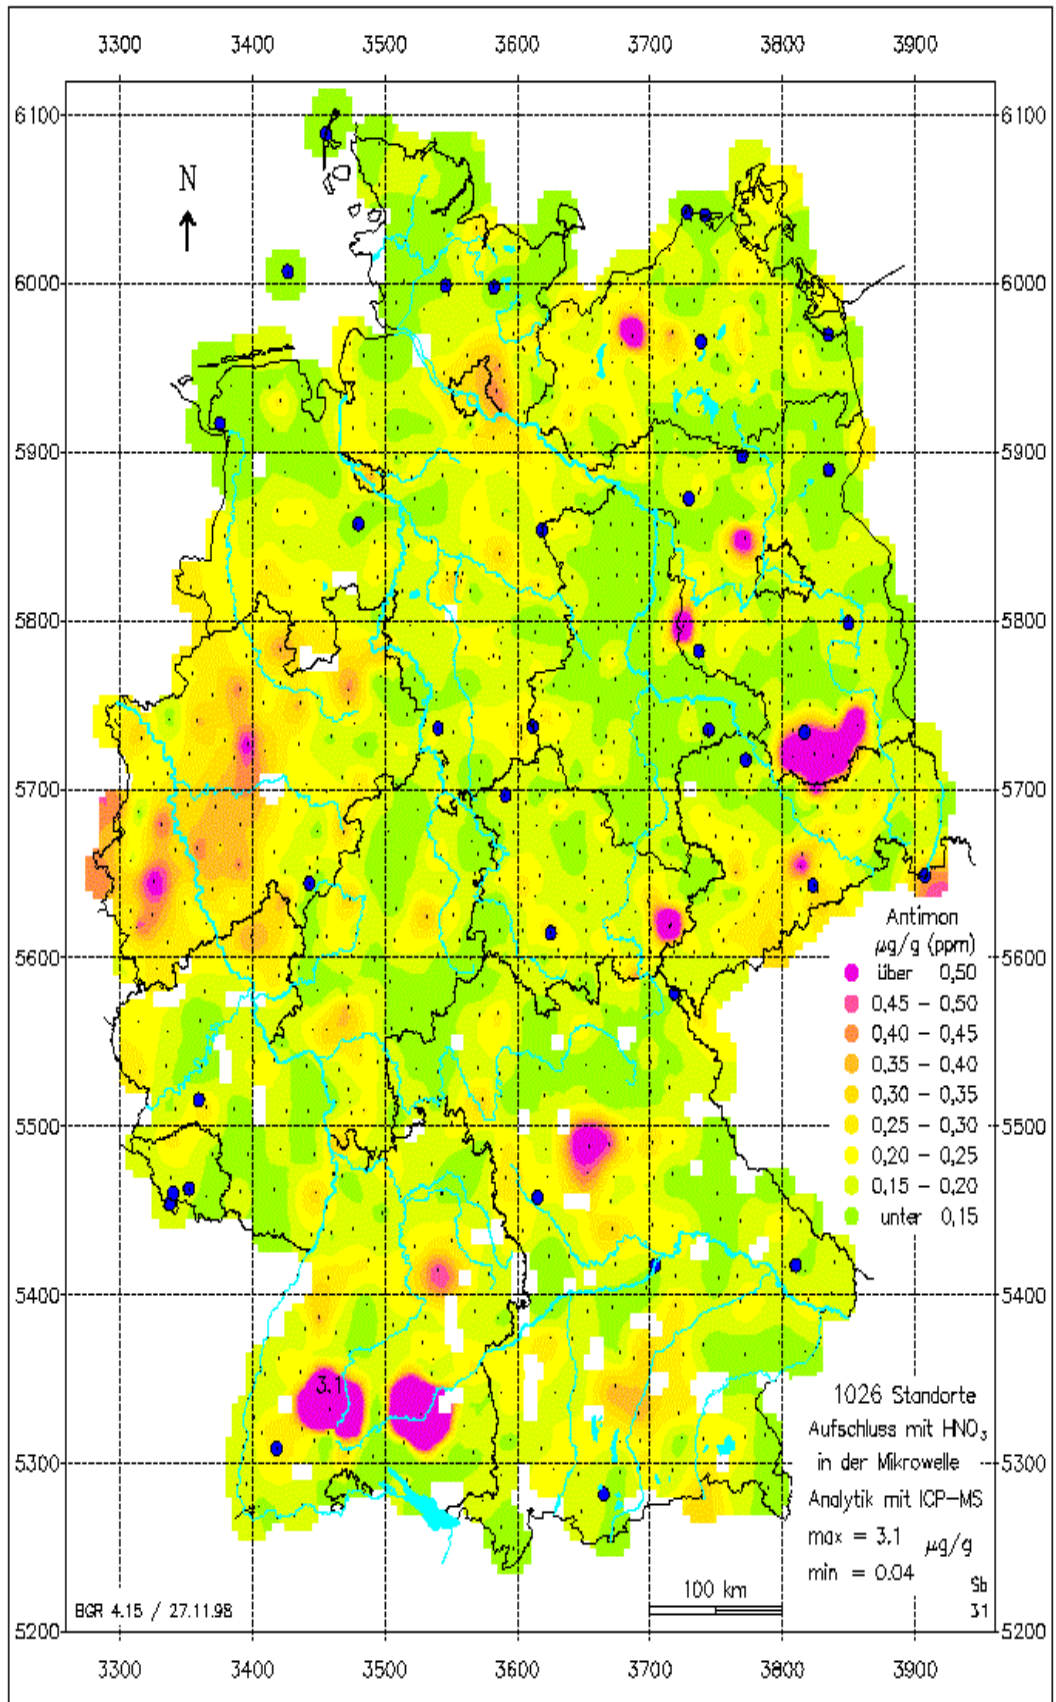 3300 3400 3500 3600 3700 3800 3900
6100 6100
N
6000 6000
5900 5900
5800 5800
5700 5700
Antimon
µg/g (ppm)
über 0,50
0,45 – 0,50
0,40 – 0,45
0,35 – 0,40
0,30 – 0,35
0,25 – 0,30
0,20 – 0,25
0,15 – 0,20
unter 0,15
5600 5600
5500 5500
5400 5400
3.1
1026 Standorte
Aufschluss mit HNO₃
in der Mikrowelle
Analytik mit ICP–MS
max = 3.1 µg/g
min = 0.04
5300 5300
100 km
Sb
31
BGR 4.15 / 27.11.98
5200 5200
3300 3400 3500 3600 3700 3800 3900